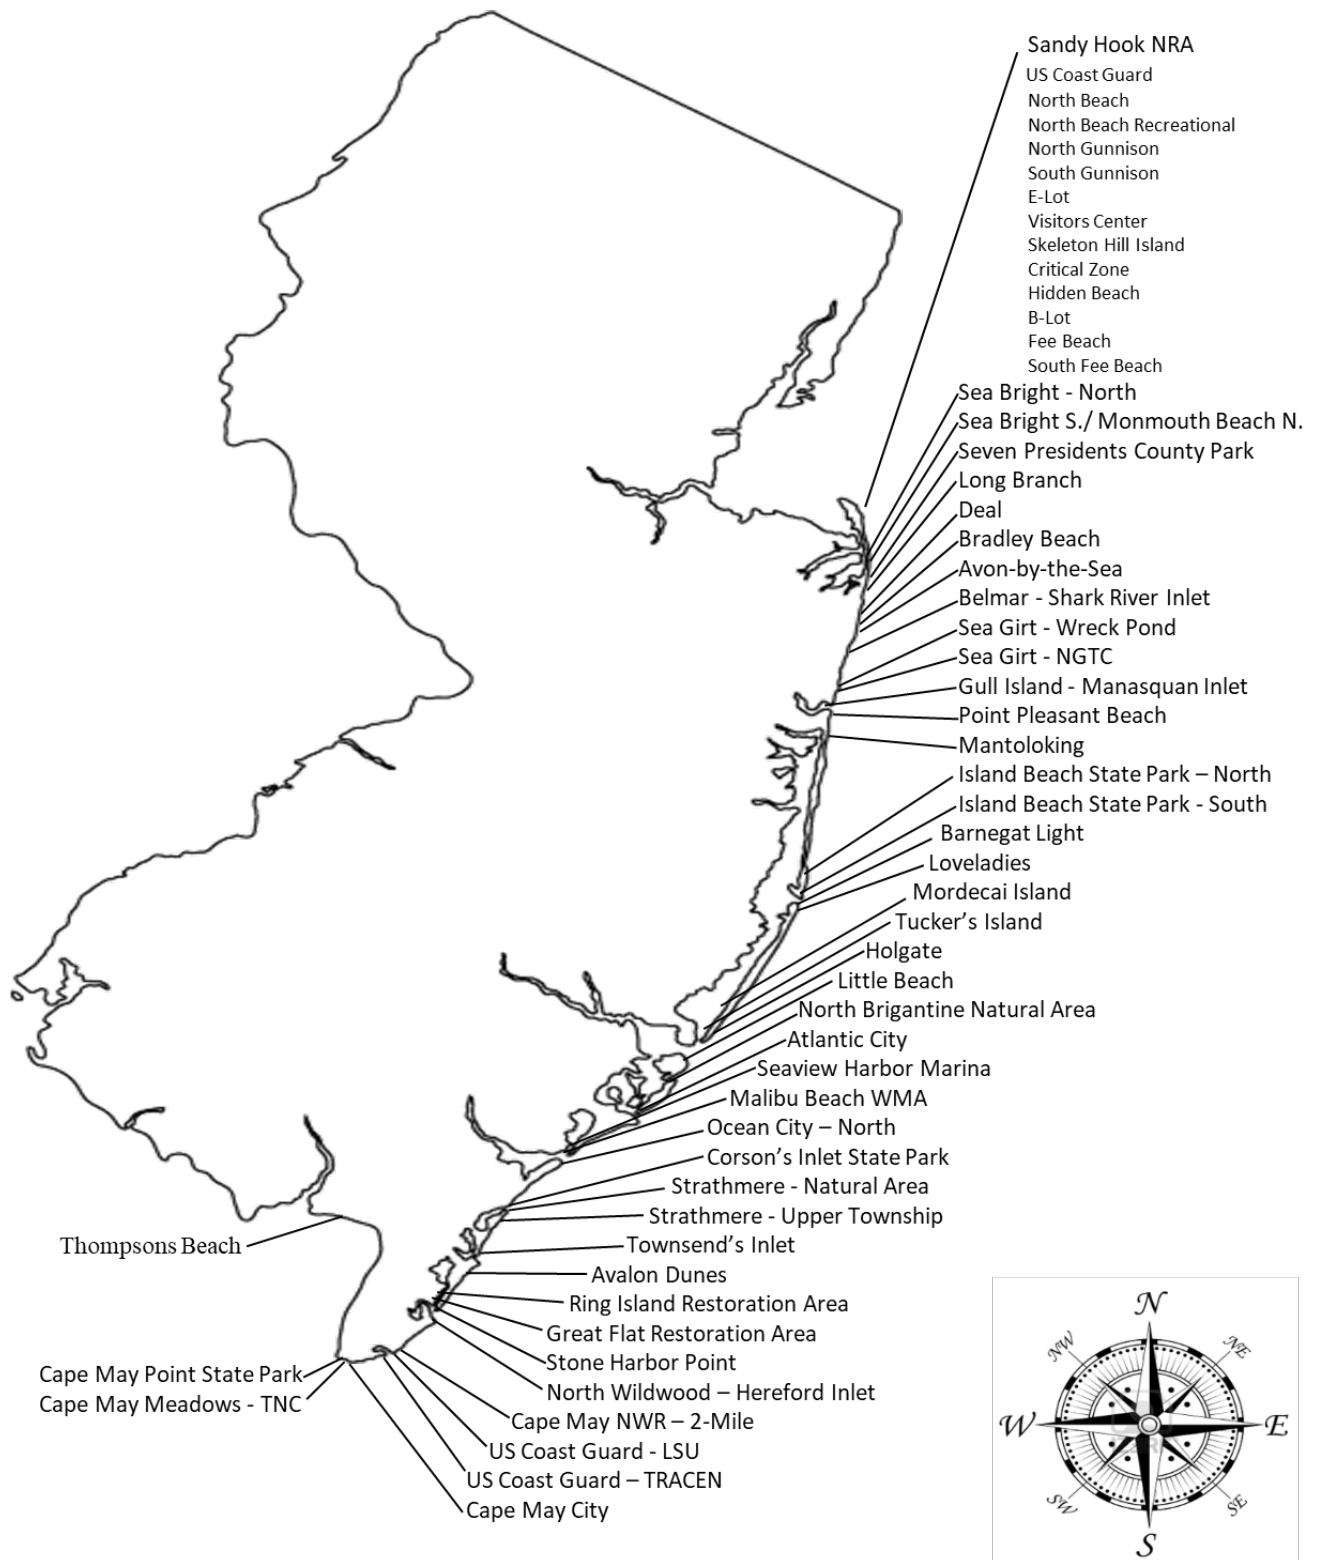 Sandy Hook NRA
US Coast Guard
North Beach
North Beach Recreational
North Gunnison
South Gunnison
E-Lot
Visitors Center
Skeleton Hill Island
Critical Zone
Hidden Beach
B-Lot
Fee Beach
South Fee Beach
Sea Bright - North
Sea Bright S./ Monmouth Beach N.
Seven Presidents County Park
Long Branch
Deal
Bradley Beach
Avon-by-the-Sea
Belmar - Shark River Inlet
Sea Girt - Wreck Pond
Sea Girt - NGTC
Gull Island - Manasquan Inlet
Point Pleasant Beach
Mantoloking
Island Beach State Park – North
Island Beach State Park - South
Barnegat Light
Loveladies
Mordecai Island
Tucker’s Island
Holgate
Little Beach
North Brigantine Natural Area
Atlantic City
Seaview Harbor Marina
Malibu Beach WMA
Ocean City – North
Corson’s Inlet State Park
Strathmere - Natural Area
Strathmere - Upper Township
Townsend’s Inlet
Avalon Dunes
Ring Island Restoration Area
Great Flat Restoration Area
Stone Harbor Point
North Wildwood – Hereford Inlet
Cape May NWR – 2-Mile
US Coast Guard - LSU
US Coast Guard – TRACEN
Cape May City
Thompsons Beach
Cape May Point State Park
Cape May Meadows - TNC
N
NW
NE
W
E
SW
SE
S